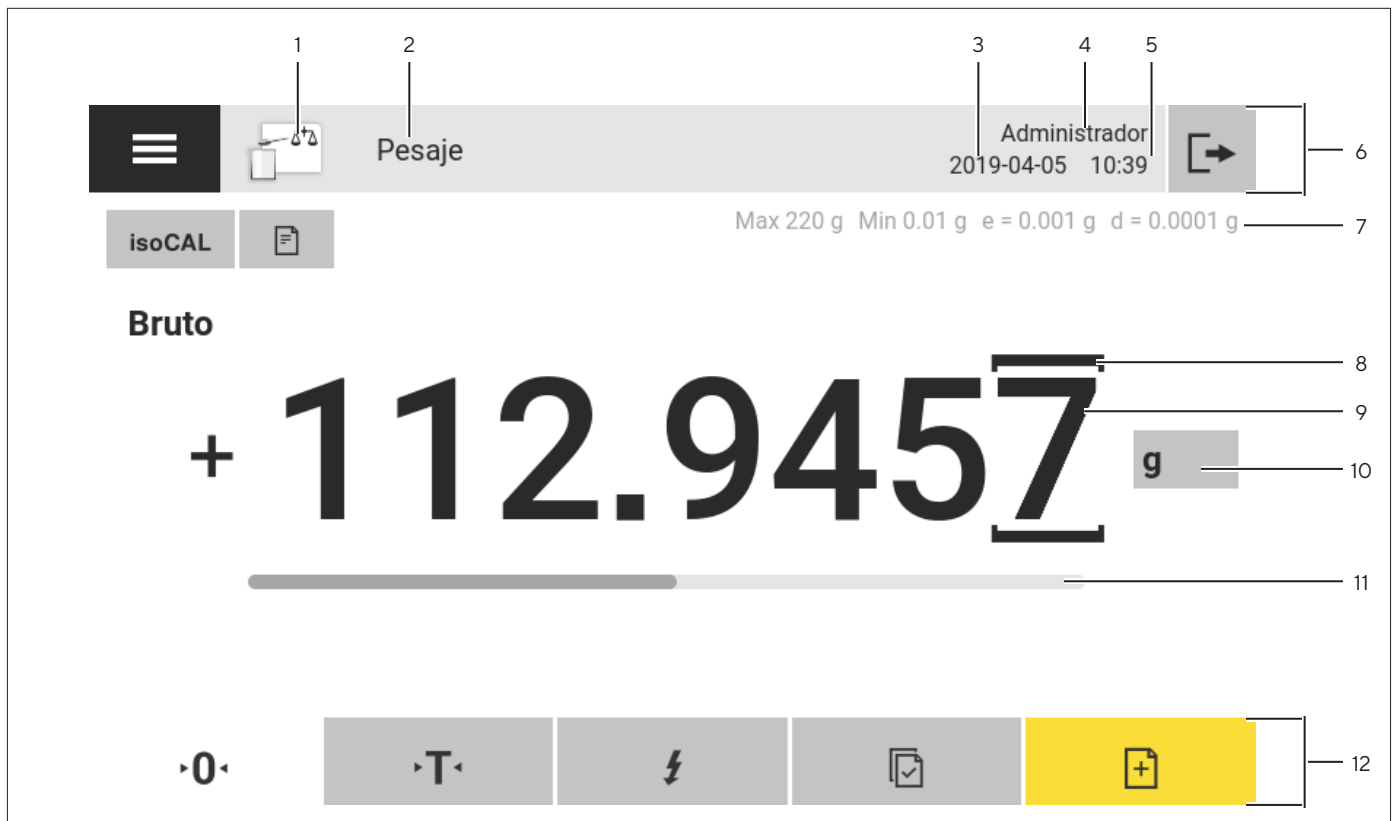 1 2 3 4 5
Pesaje
Administrador
2019-04-05 10:39
6
isoCAL
Max 220 g Min 0.01 g e = 0.001 g d = 0.0001 g
7
Bruto
8
+ 112.9457 g
9
10
11
0 T
12